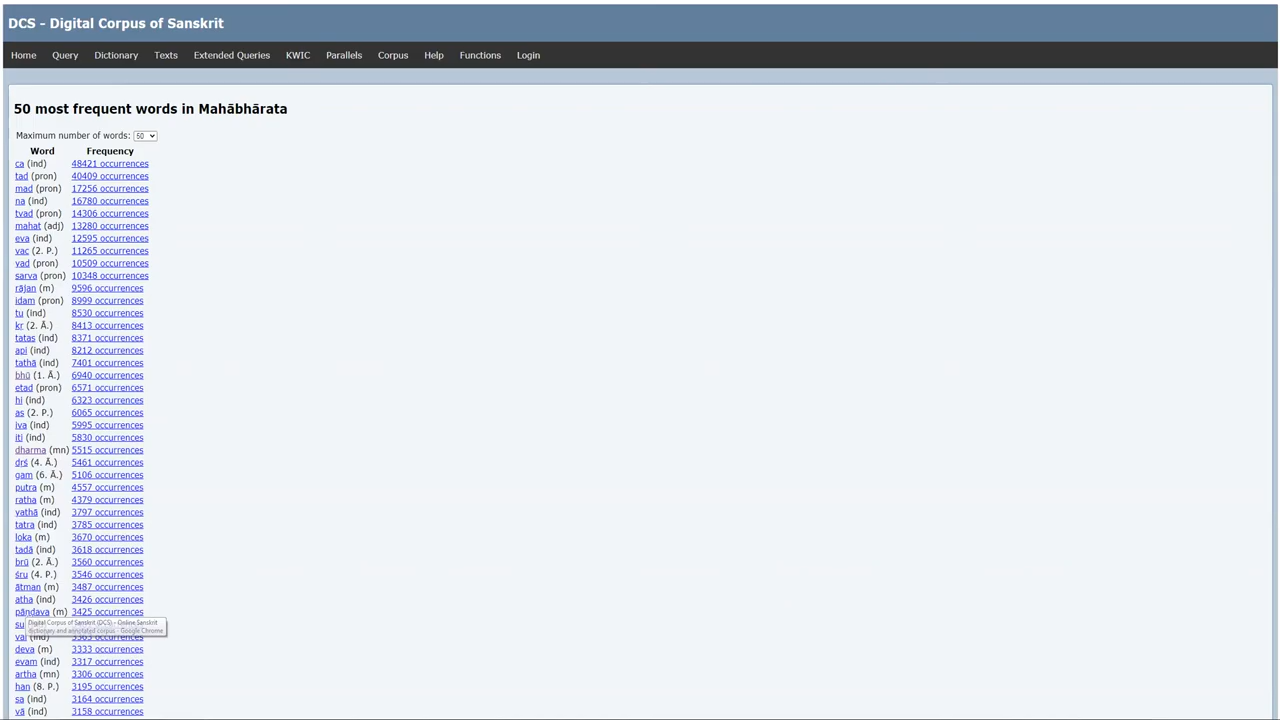 DCS - Digital Corpus of Sanskrit
Home Query Dictionary Texts Extended Queries KWIC Parallels Corpus Help Functions Login
50 most frequent words in Mahābhārata
Maximum number of words: 50
Word Frequency
ca (ind) 48421 occurrences
tad (pron) 40409 occurrences
mad (pron) 17256 occurrences
na (ind) 16780 occurrences
tvad (pron) 14306 occurrences
mahat (adj) 13280 occurrences
eva (ind) 12595 occurrences
vac (2. P.) 11265 occurrences
yad (pron) 10509 occurrences
sarva (pron) 10348 occurrences
rājan (m) 9596 occurrences
idam (pron) 8999 occurrences
tu (ind) 8530 occurrences
kṛ (2. Ā.) 8413 occurrences
tatas (ind) 8371 occurrences
api (ind) 8212 occurrences
tathā (ind) 7401 occurrences
bhū (1. Ā.) 6940 occurrences
etad (pron) 6571 occurrences
hi (ind) 6323 occurrences
as (2. P.) 6065 occurrences
iva (ind) 5995 occurrences
iti (ind) 5830 occurrences
dharma (mn) 5515 occurrences
dṛś (4. Ā.) 5461 occurrences
gam (6. Ā.) 5106 occurrences
putra (m) 4557 occurrences
ratha (m) 4379 occurrences
yathā (ind) 3797 occurrences
tatra (ind) 3785 occurrences
loka (m) 3670 occurrences
tadā (ind) 3618 occurrences
brū (2. Ā.) 3560 occurrences
śru (4. P.) 3546 occurrences
ātman (m) 3487 occurrences
atha (ind) 3426 occurrences
pāṇḍava (m) 3425 occurrences
su
Digital Corpus of Sanskrit (DCS) - Online Sanskrit
dictionary and annotated corpus - Google Chrome
vai (ind) 3363 occurrences
deva (m) 3333 occurrences
evam (ind) 3317 occurrences
artha (mn) 3306 occurrences
han (8. P.) 3195 occurrences
sa (ind) 3164 occurrences
vā (ind) 3158 occurrences